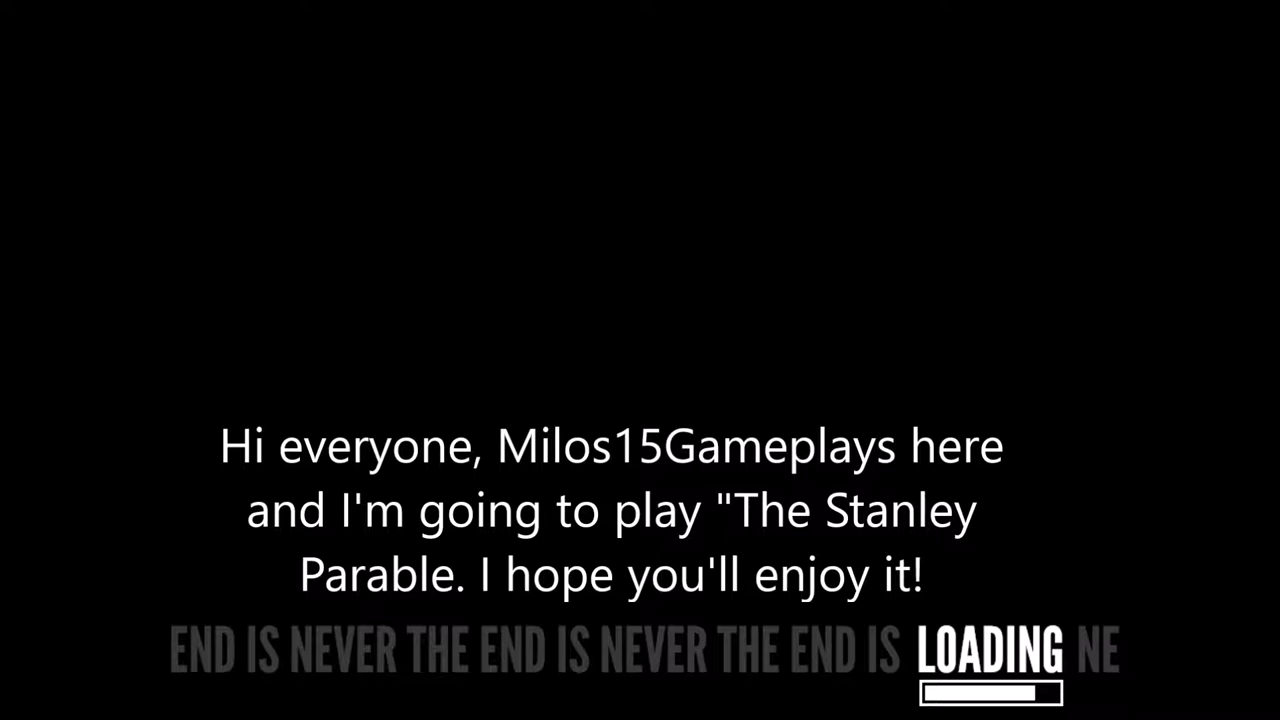 Hi everyone, Milos15Gameplays here
and I'm going to play "The Stanley
Parable. I hope you'll enjoy it!
END IS NEVER THE END IS NEVER THE END IS LOADING NE